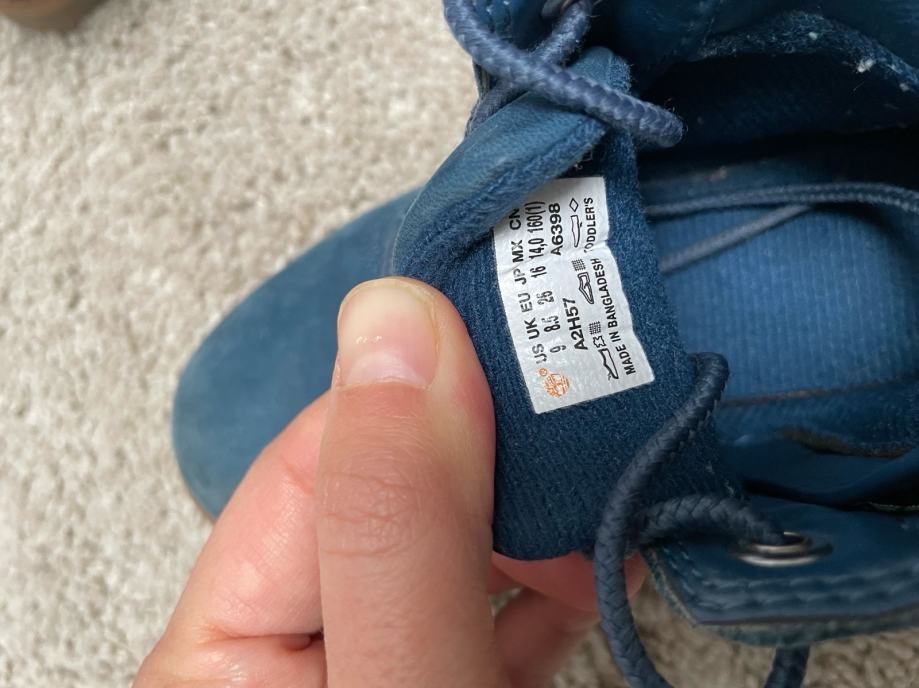 US UK EU JP MX CN
9 8.5 26 16 14,0 160(1)
A2H57 A6398
TODDLER'S
MADE IN BANGLADESH